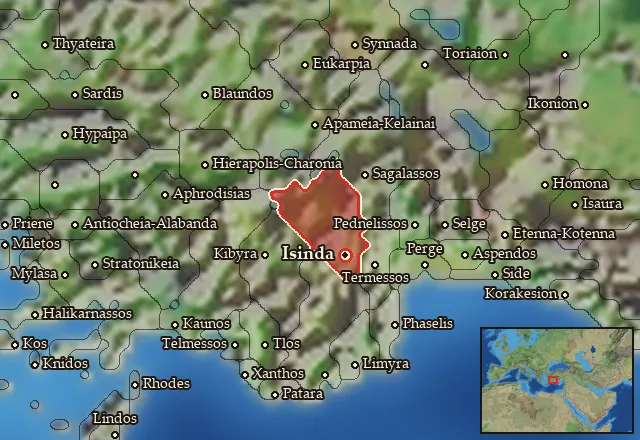 Thyateira
Synnada
Toriaion
Eukarpia
Sardis
Blaundos
Ikonion
Apameia-Kelainai
Hypaipa
Hierapolis-Charonia
Sagalassos
Homona
Aphrodisias
Isaura
Priene
Antiocheia-Alabanda
Pednelissos
Selge
Etenna-Kotenna
Miletos
Kibyra
Isinda
Perge
Aspendos
Stratonikeia
Mylasa
Termessos
Side
Korakesion
Halikarnassos
Kaunos
Phaselis
Kos
Telmessos
Tlos
Knidos
Limyra
Xanthos
Rhodes
Patara
Lindos